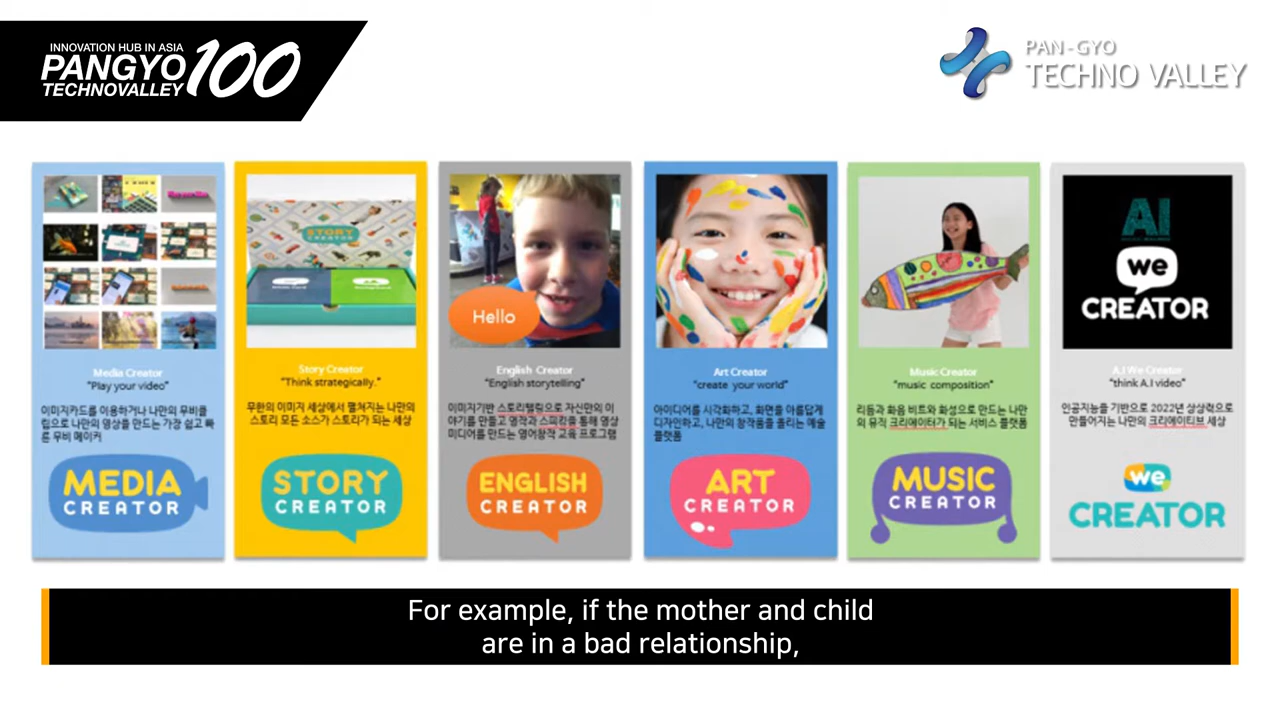 INNOVATION HUB IN ASIA
PANGYO 100
TECHNOVALLEY
PAN-GYO
TECHNO VALLEY
STORY
CREATOR
Hello
AI
we
CREATOR
Media Creator
"Play your video"
이미지카드를 이용하거나 나만의 무비클
립으로 나만의 영상을 만드는 가장 쉽고 빠
른 무비 메이커
MEDIA
CREATOR
Story Creator
"Think strategically."
무한의 이미지 세상에서 펼쳐지는 나만의
스토리 모든 소스가 스토리가 되는 세상
STORY
CREATOR
English Creator
"English storytelling"
이미지기반 스토리텔링으로 자신만의 이
야기를 만들고 영작과 스피킹을 통해 영상
미디어를 만드는 영어창작 교육 프로그램
ENGLISH
CREATOR
Art Creator
"create your world"
아이디어를 시각화하고, 화면을 아름답게
디자인하고, 나만의 창작품을 올리는 예술
플랫폼
ART
CREATOR
Music Creator
"music composition"
리듬과 화음 비트와 화성으로 만드는 나만
의 뮤직 크리에이터가 되는 서비스 플랫폼
MUSIC
CREATOR
A.I We Creator
"think A.I video"
인공지능을 기반으로 2022년 상상력으로
만들어지는 나만의 크리에이티브 세상
we
CREATOR
For example, if the mother and child
are in a bad relationship,